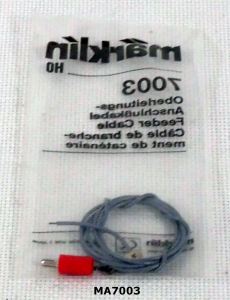 märklin
HO
7003
Oberleitungs-
Anschlußkabel
Feeder Cable
Câble de branche-
ment de caténaire
MA7003